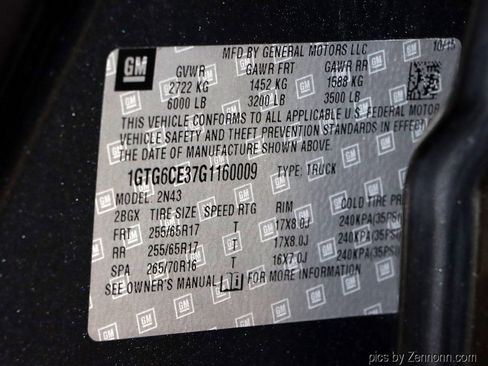 GM
MFD BY GENERAL MOTORS LLC
10/15
GVWR GAWR FRT GAWR RR
2722 KG 1452 KG 1588 KG
6000 LB 3200 LB 3500 LB
THIS VEHICLE CONFORMS TO ALL APPLICABLE U.S. FEDERAL MOTOR
VEHICLE SAFETY AND THEFT PREVENTION STANDARDS IN EFFECT
THE DATE OF MANUFACTURE SHOWN ABOVE.
1GTG6CE37G1160009 TYPE: TRUCK
MODEL: 2N43
2BGX TIRE SIZE SPEED RTG RIM COLD TIRE
FRT 255/65R17 T 17X8.0J 240KPA(35PSI)
RR 255/65R17 T 17X8.0J 240KPA(35PSI)
SPA 265/70R16 T 16X7.0J 240KPA(35PSI)
SEE OWNER'S MANUAL FOR MORE INFORMATION
pics by Zennonn.com